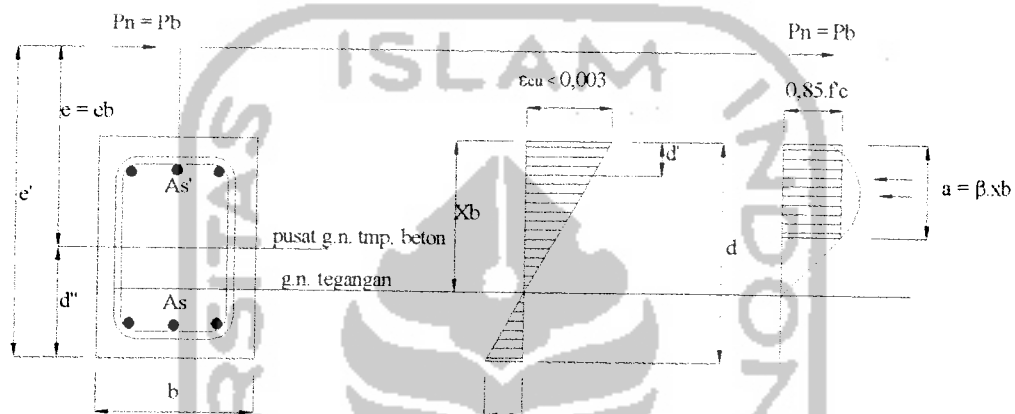 Pn = Pb
Pn = Pb
ISLAM
εcu < 0,003
0,85.f'c
e = eb
e'
As'
d'
Xb
a = β.xb
pusat g.n. tmp. beton
d
g.n. tegangan
d"
As
b